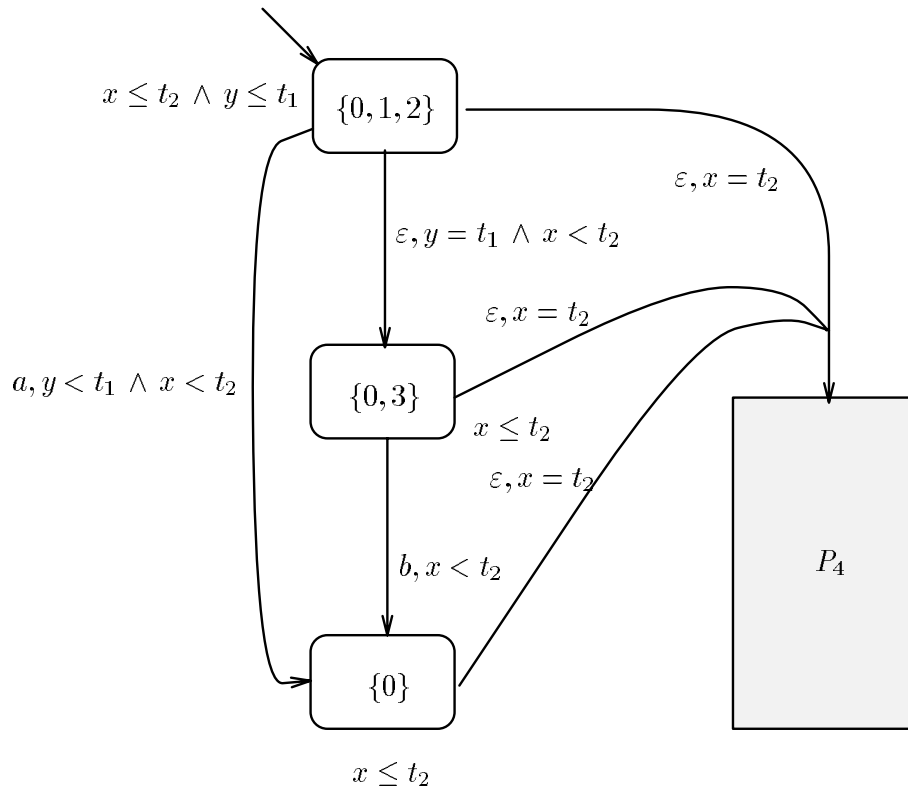 x ≤ t₂ ∧ y ≤ t₁
{0, 1, 2}
ε, x = t₂
ε, y = t₁ ∧ x < t₂
ε, x = t₂
a, y < t₁ ∧ x < t₂
{0, 3}
x ≤ t₂
ε, x = t₂
P₄
b, x < t₂
{0}
x ≤ t₂